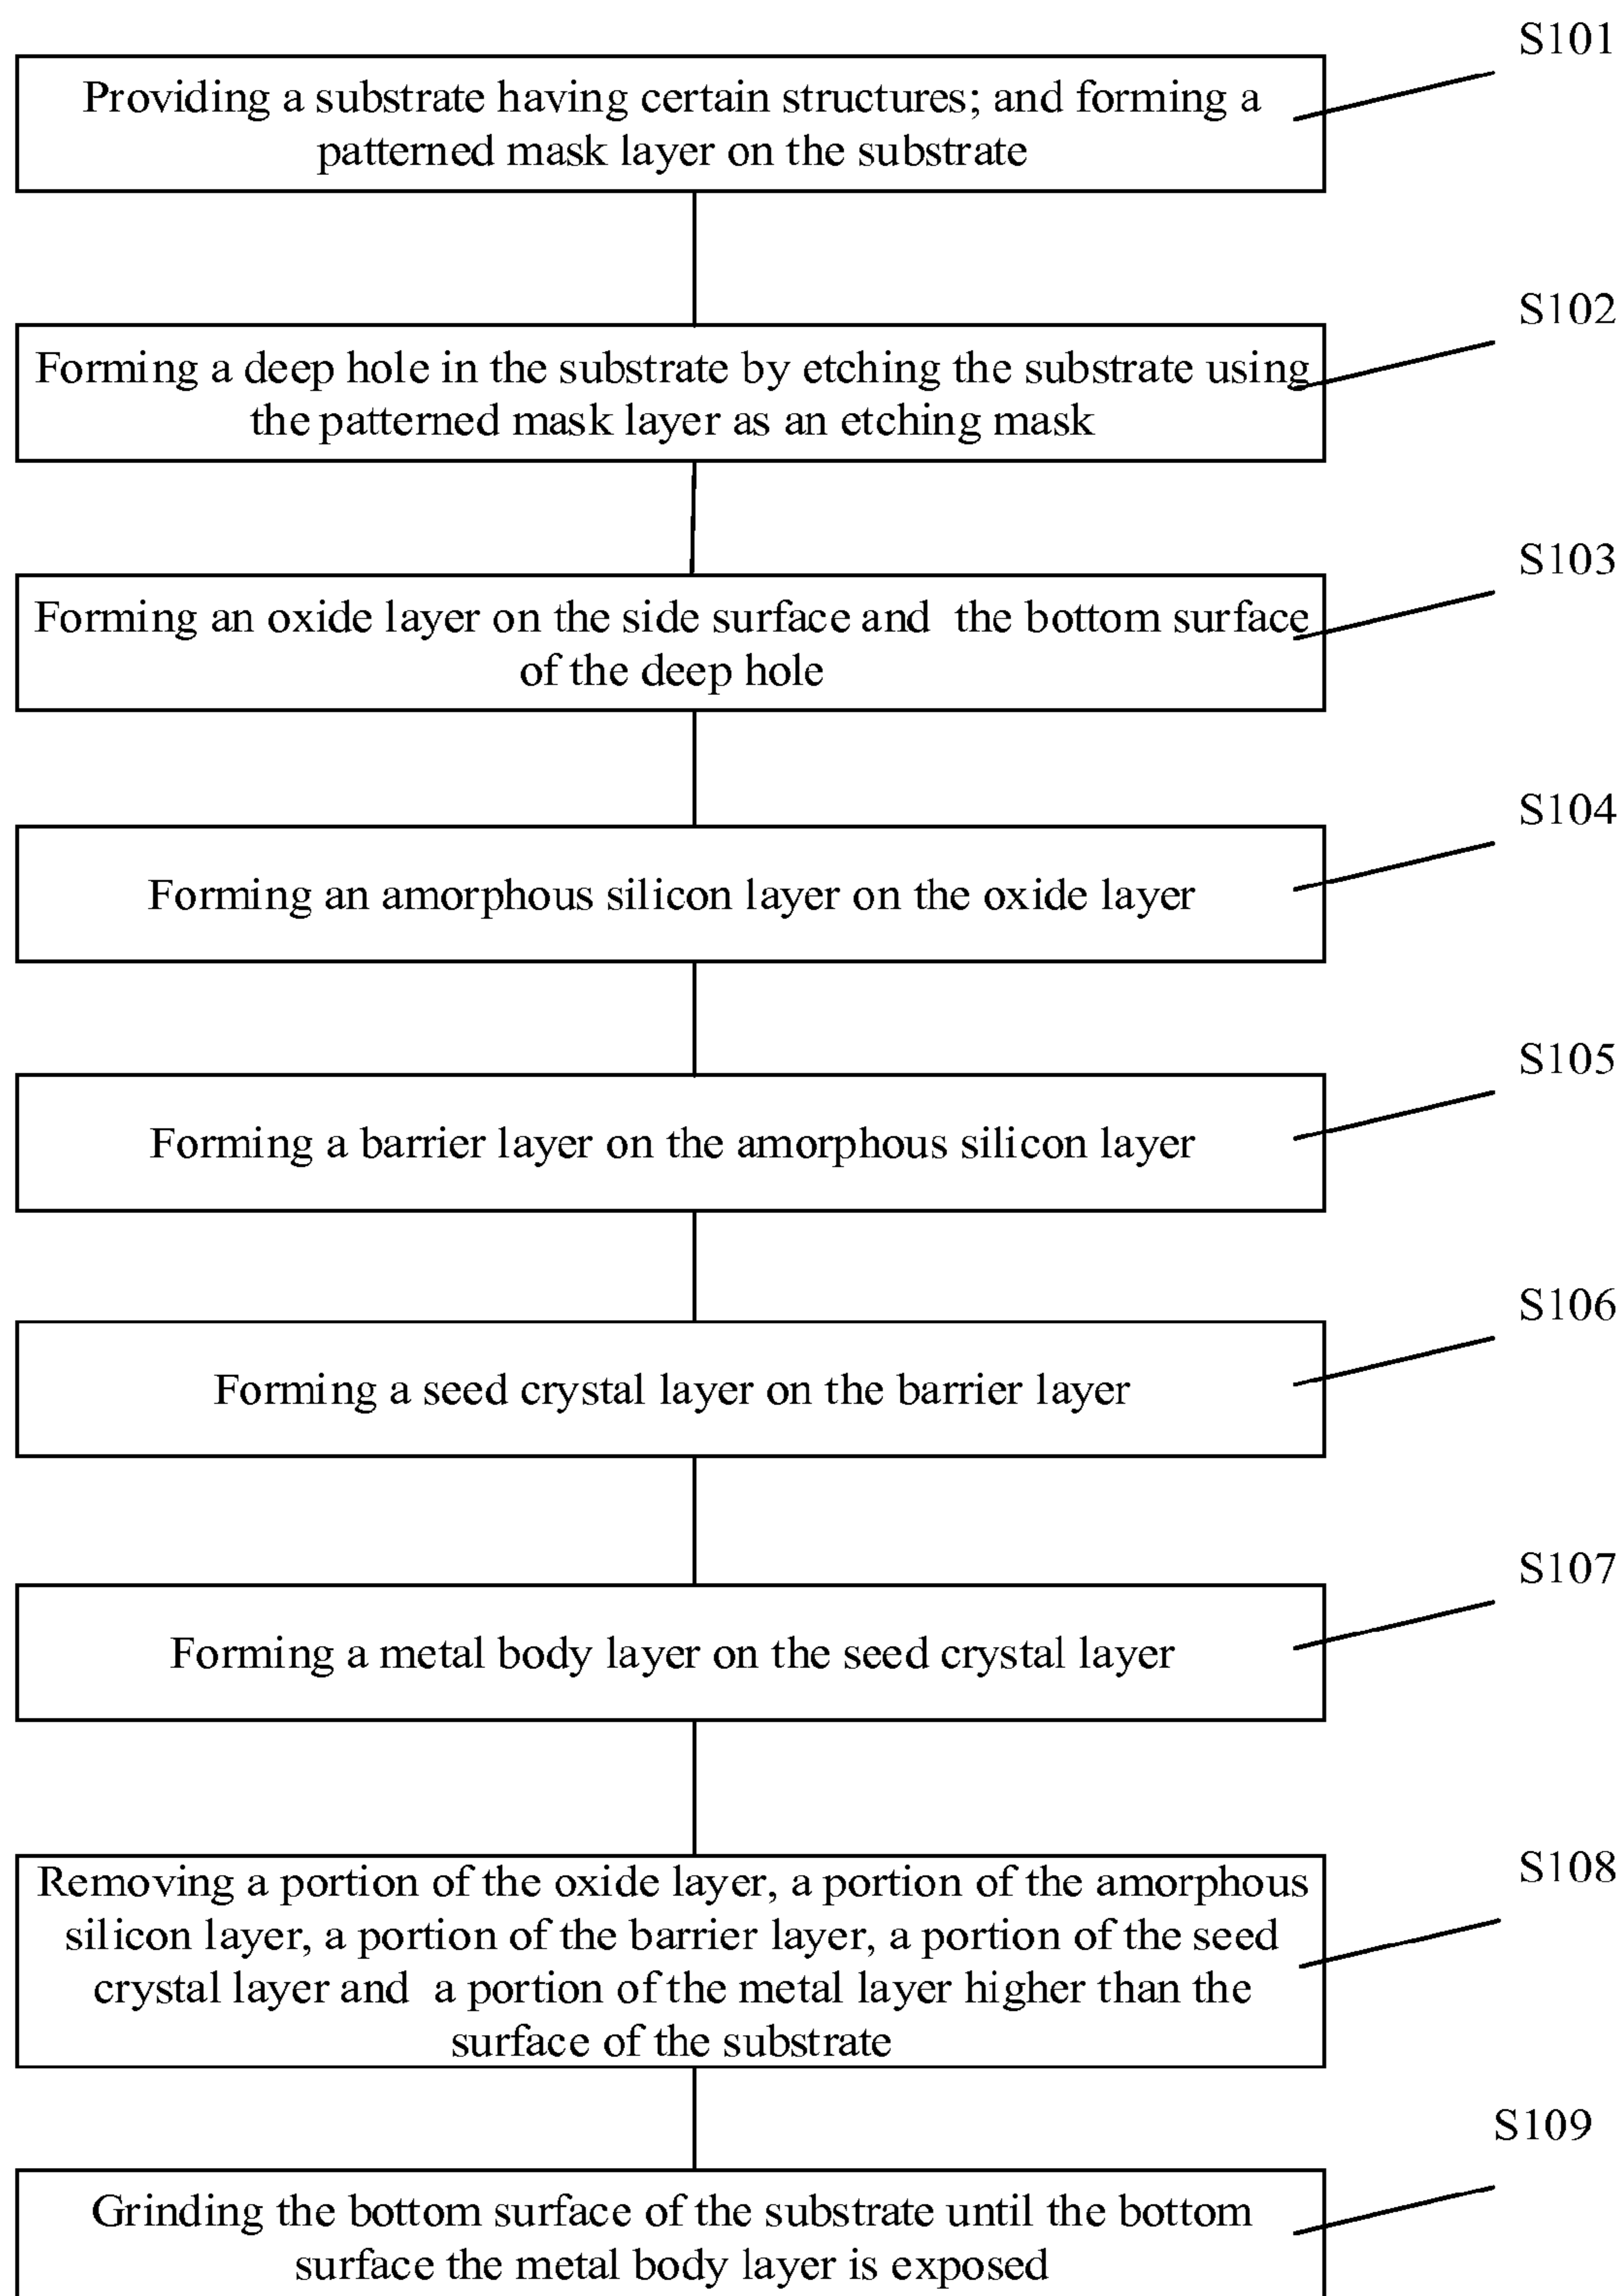 S101
Providing a substrate having certain structures; and forming a
patterned mask layer on the substrate
S102
Forming a deep hole in the substrate by etching the substrate using
the patterned mask layer as an etching mask
S103
Forming an oxide layer on the side surface and the bottom surface
of the deep hole
S104
Forming an amorphous silicon layer on the oxide layer
S105
Forming a barrier layer on the amorphous silicon layer
S106
Forming a seed crystal layer on the barrier layer
S107
Forming a metal body layer on the seed crystal layer
S108
Removing a portion of the oxide layer, a portion of the amorphous
silicon layer, a portion of the barrier layer, a portion of the seed
crystal layer and a portion of the metal layer higher than the
surface of the substrate
S109
Grinding the bottom surface of the substrate until the bottom
surface the metal body layer is exposed